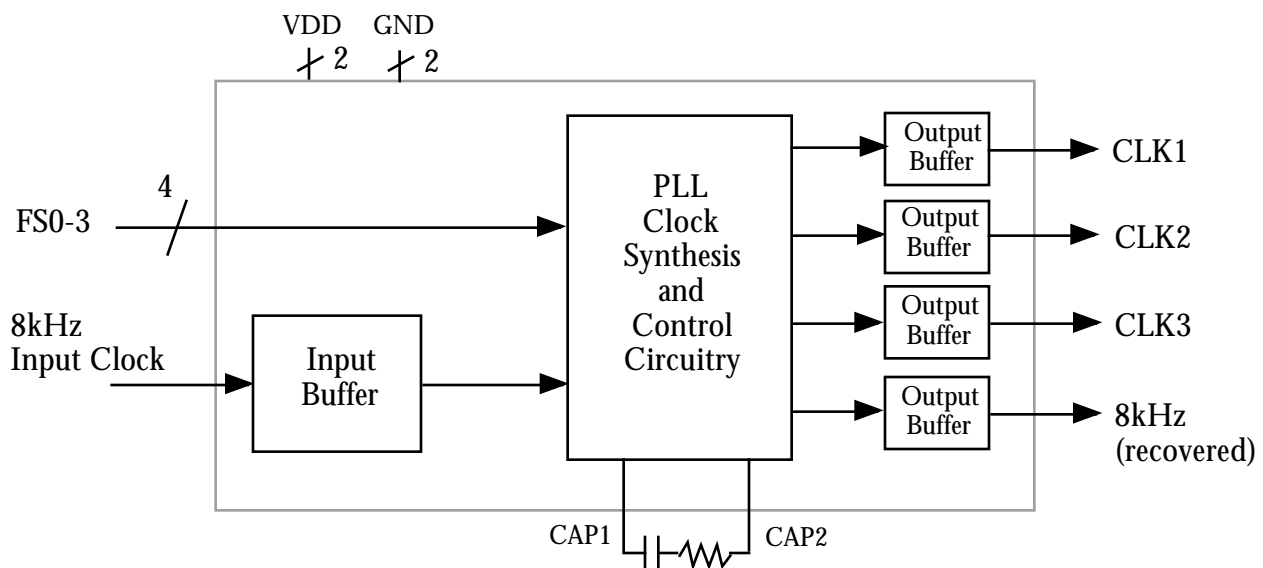 VDD
GND
2
2
4
FS0-3
8kHz
Input Clock
Input
Buffer
PLL
Clock
Synthesis
and
Control
Circuitry
Output
Buffer
CLK1
Output
Buffer
CLK2
Output
Buffer
CLK3
Output
Buffer
8kHz
(recovered)
CAP1
CAP2